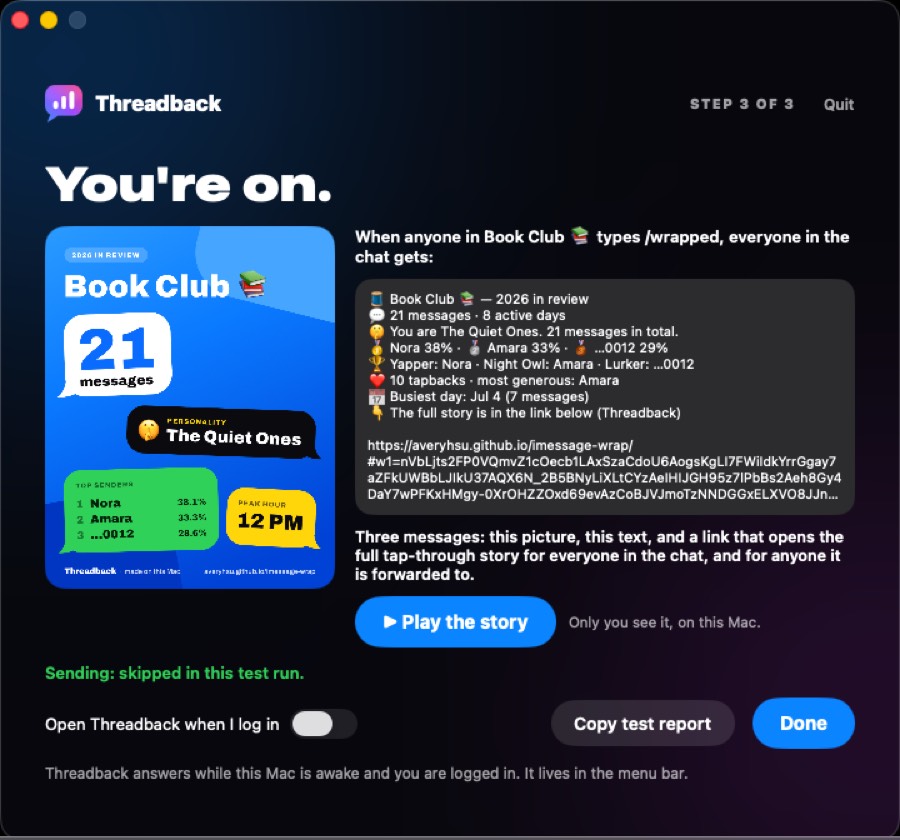 Threadback
STEP 3 OF 3
Quit
You're on.
2026 IN REVIEW
Book Club 📚
21
messages
PERSONALITY
🤫 The Quiet Ones
TOP SENDERS
1 Nora 38.1%
2 Amara 33.3%
3 ...0012 28.6%
PEAK HOUR
12 PM
Threadback made on this Mac averyhsu.github.io/imessage-wrap
When anyone in Book Club 📚 types /wrapped, everyone in the
chat gets:
🧵 Book Club 📚 — 2026 in review
💬 21 messages · 8 active days
🤫 You are The Quiet Ones. 21 messages in total.
🥇 Nora 38% · 🥈 Amara 33% · 🥉 ...0012 29%
🏆 Yapper: Nora · Night Owl: Amara · Lurker: ...0012
❤️ 10 tapbacks · most generous: Amara
📅 Busiest day: Jul 4 (7 messages)
👇 The full story is in the link below (Threadback)
https://averyhsu.github.io/imessage-wrap/
#w1=nVbLjts2FP0VQmvZ1cOecb1LAxSzaCdoU6AogsKgLI7FWildkYrrGgay7
aZFkUWBbLJIkU37AQX6N_2B5BNyLiXLtCYzAeIHIJGH95z7IPbBs2Aeh8Gy4
DaY7wPFKxHMgy-0XrOHZZOxd69evAzCoBJVJmoTzNNDGGxELXVO8JJn...
Three messages: this picture, this text, and a link that opens the
full tap-through story for everyone in the chat, and for anyone it
is forwarded to.
▶ Play the story
Only you see it, on this Mac.
Sending: skipped in this test run.
Open Threadback when I log in
Copy test report
Done
Threadback answers while this Mac is awake and you are logged in. It lives in the menu bar.